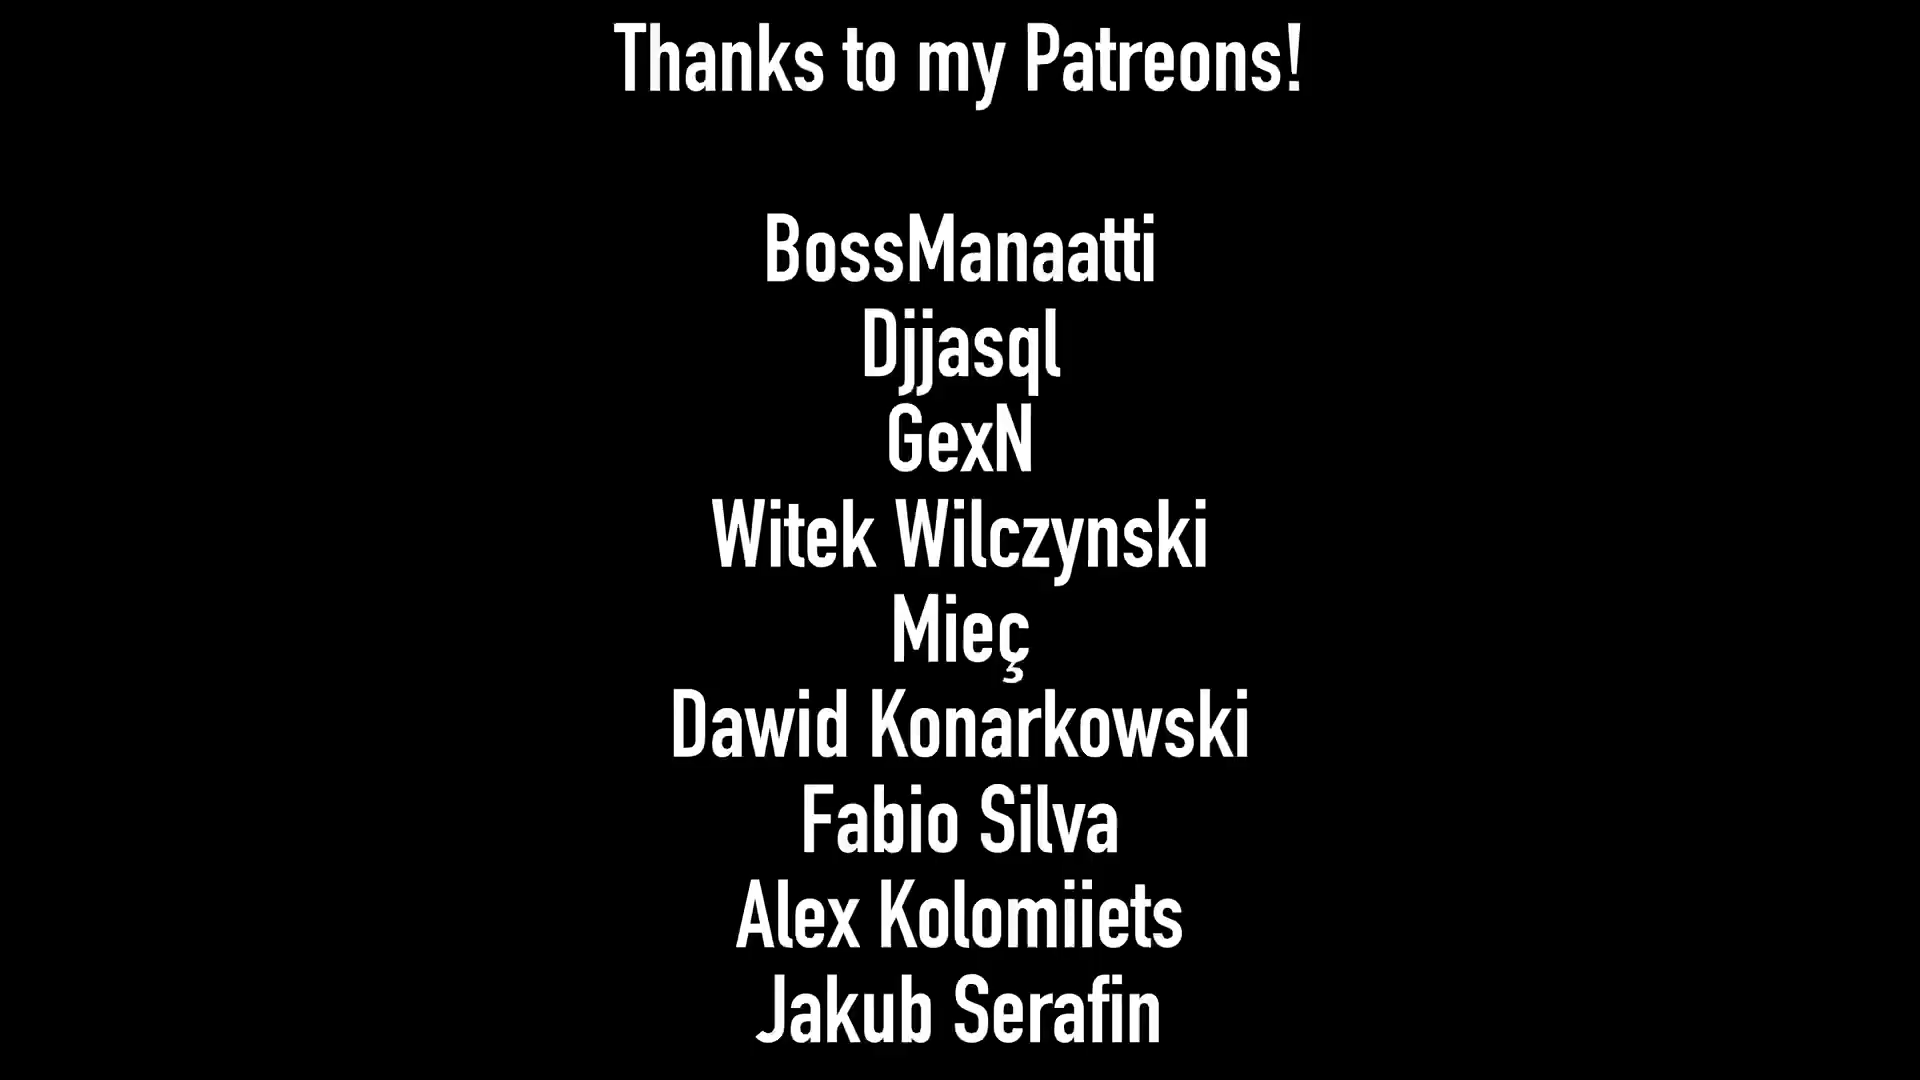 Thanks to my Patreons!
BossManaatti
Djjasql
GexN
Witek Wilczynski
Mieç
Dawid Konarkowski
Fabio Silva
Alex Kolomiiets
Jakub Serafin